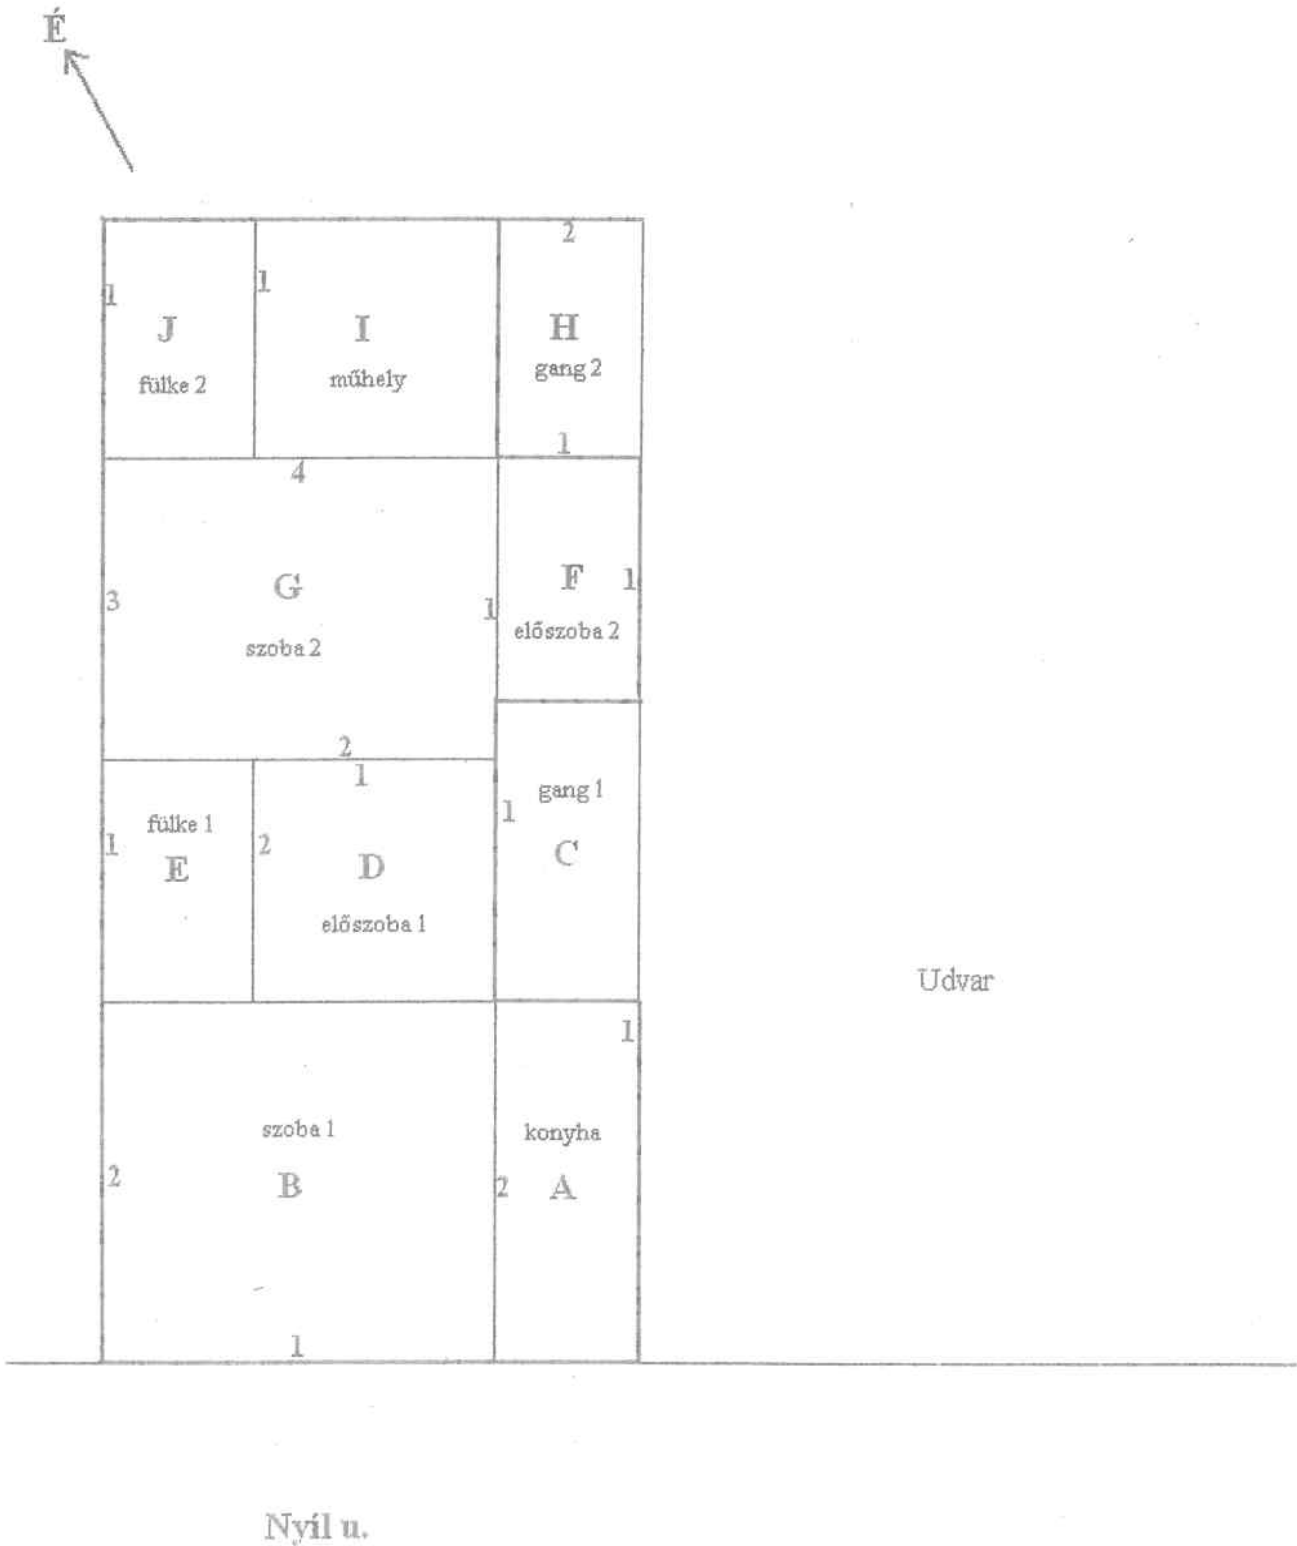 É
2
1
1
J
I
H
fülke 2
műhely
gang 2
1
4
G
F
1
3
1
szoba 2
előszoba 2
2
1
gang 1
1
fülke 1
1
2
E
D
C
előszoba 1
Udvar
1
szoba 1
konyha
2
B
2
A
1
Nyíl u.